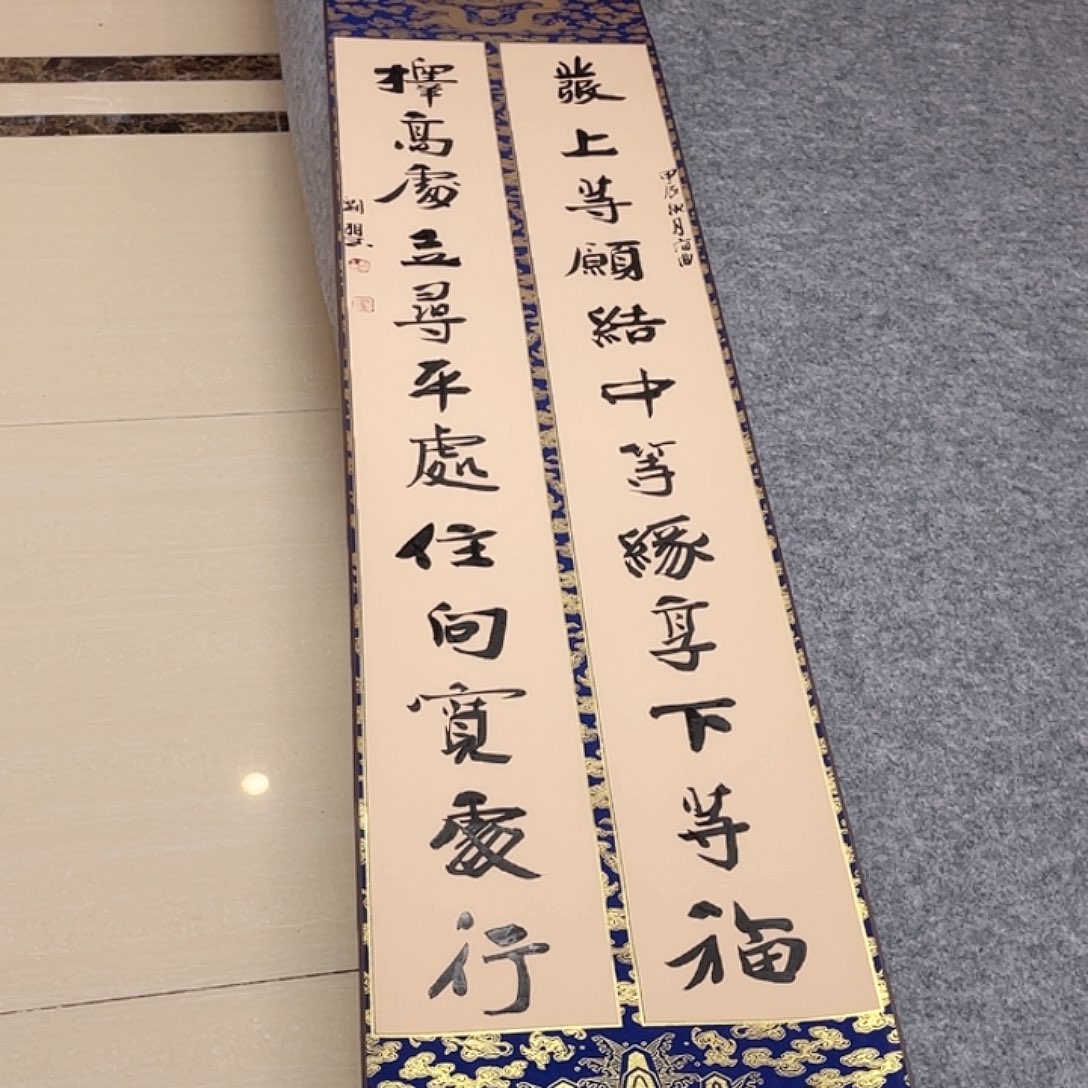 發上等願結中等緣享下等福
甲辰秋月
擇高處立尋平處住向寬處行